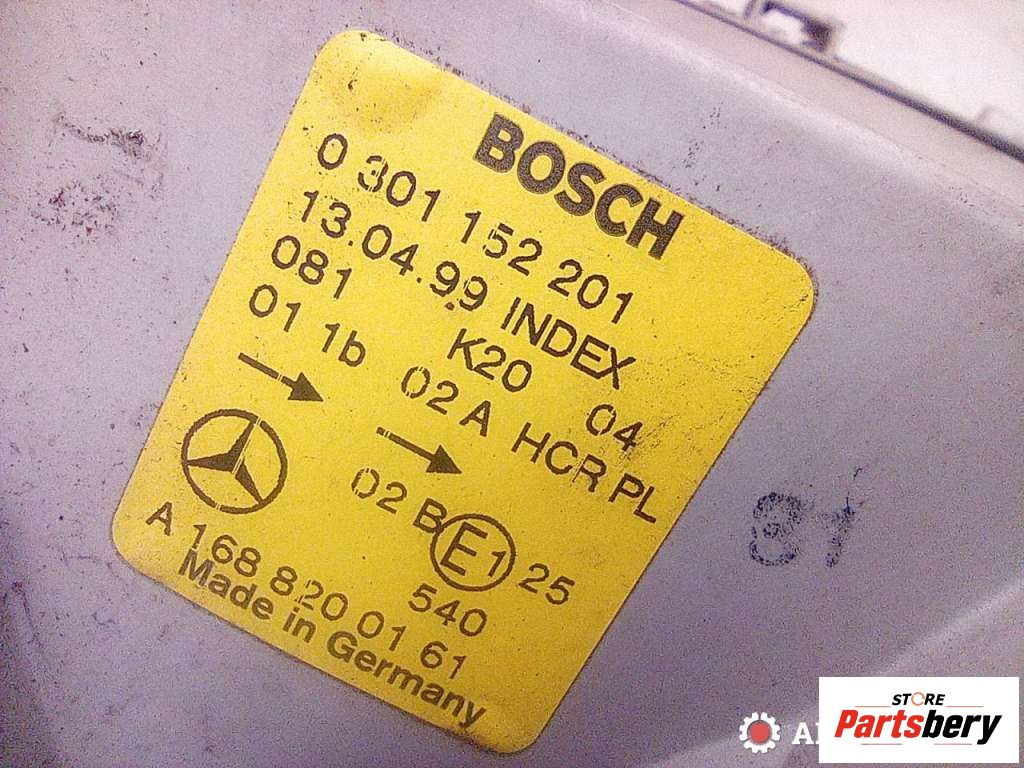 BOSCH
0 301 152 201
13.04.99 INDEX
081 K20 04
01 1b 02 A HCR PL
02 B E1 25
540
A 168 820 01 61
Made in Germany
81
STORE
Partsbery